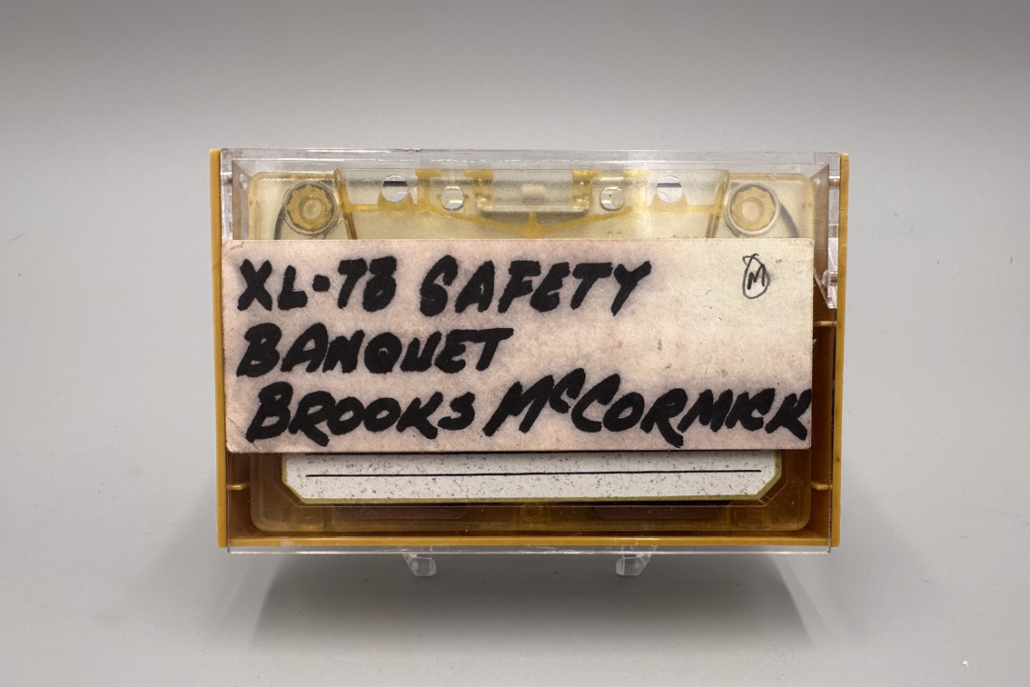 XL-78 SAFETY
M
BANQUET
BROOKS McCORMICK